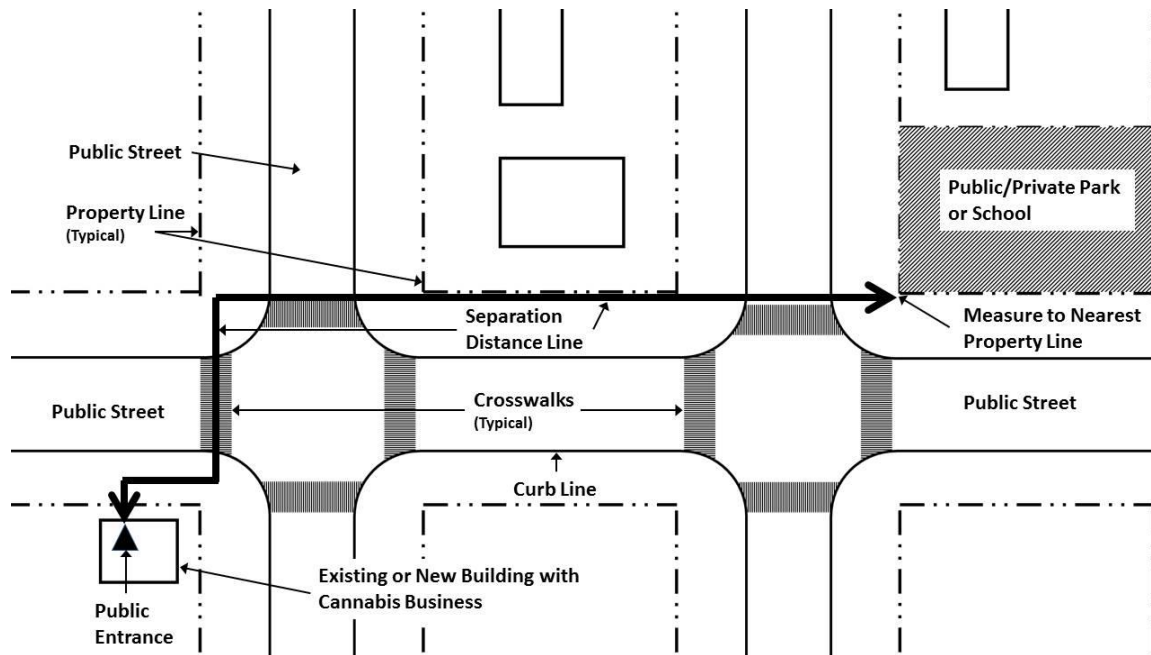 Public Street
Property Line
(Typical)
Public/Private Park
or School
Separation
Distance Line
Measure to Nearest
Property Line
Public Street
Crosswalks
(Typical)
Public Street
Curb Line
Existing or New Building with
Cannabis Business
Public
Entrance